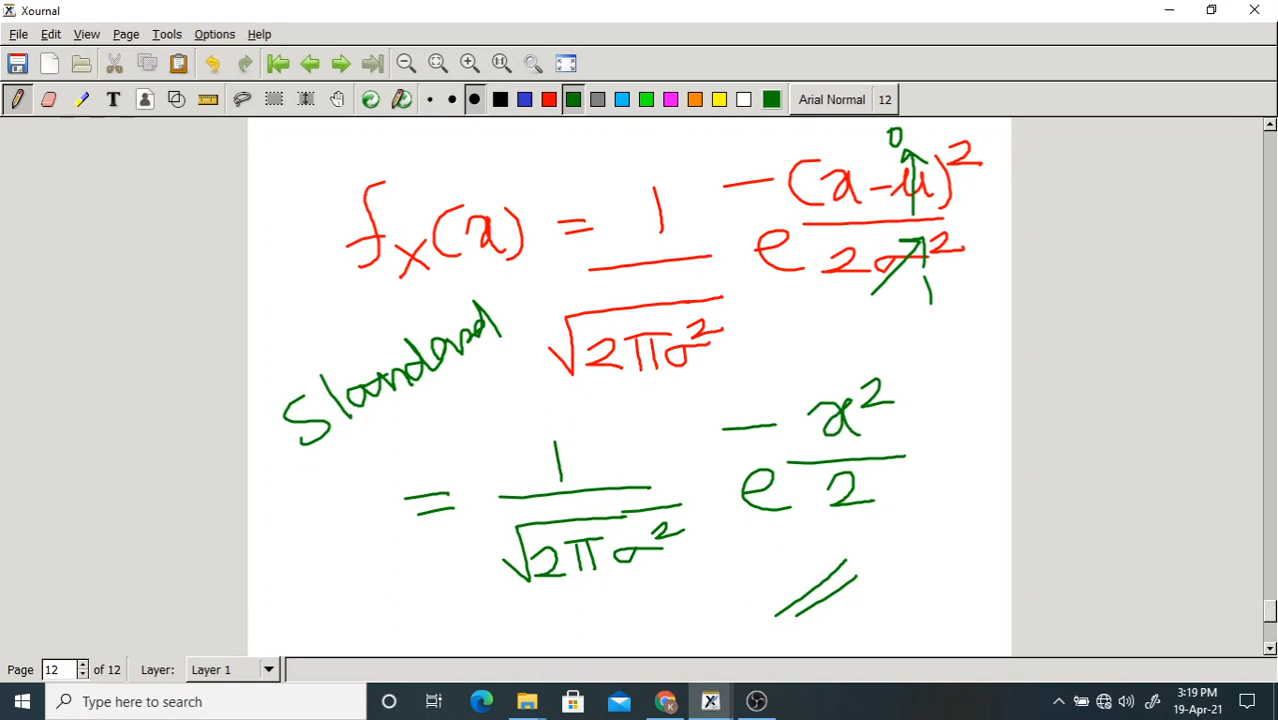 Xournal
File Edit View Page Tools Options Help
Arial Normal 12
f_X(x) = 1/√(2πσ²) e^(-(x-μ)²/2σ²)
0
1
Standard
= 1/√(2πσ²) e^(-x²/2)
Page 12 of 12 Layer: Layer 1
Type here to search
3:19 PM
19-Apr-21